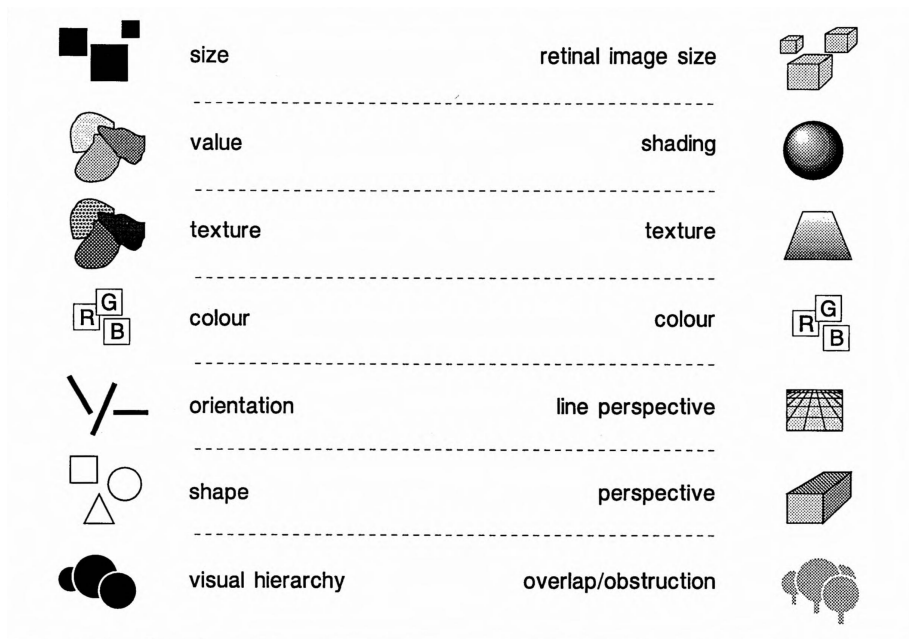 size retinal image size
value shading
texture texture
R G B colour colour R G B
orientation line perspective
shape perspective
visual hierarchy overlap/obstruction